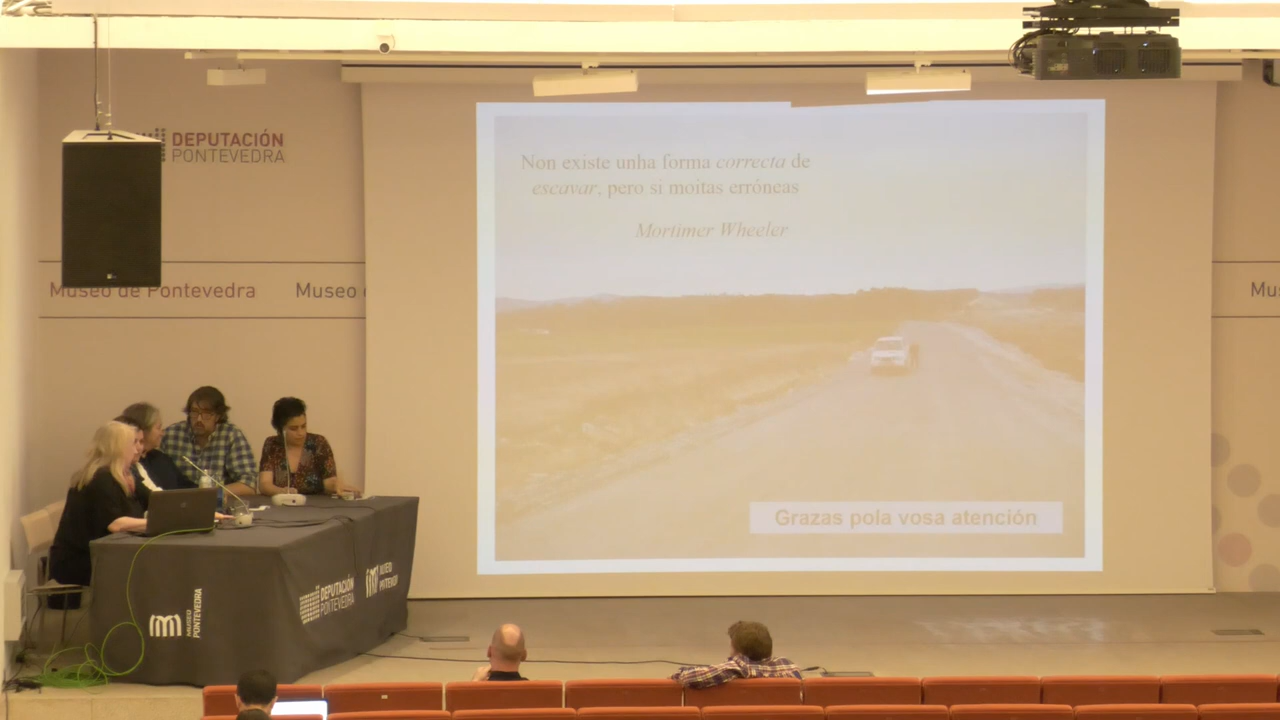 DEPUTACIÓN
PONTEVEDRA
Museo de Pontevedra
Museo
Non existe unha forma correcta de
escavar, pero si moitas erróneas
Mortimer Wheeler
Grazas pola vosa atención
Mus
MUSEO
PONTEVEDRA
DEPUTACIÓN
PONTEVEDRA
MUSEO
PONTEVEDRA